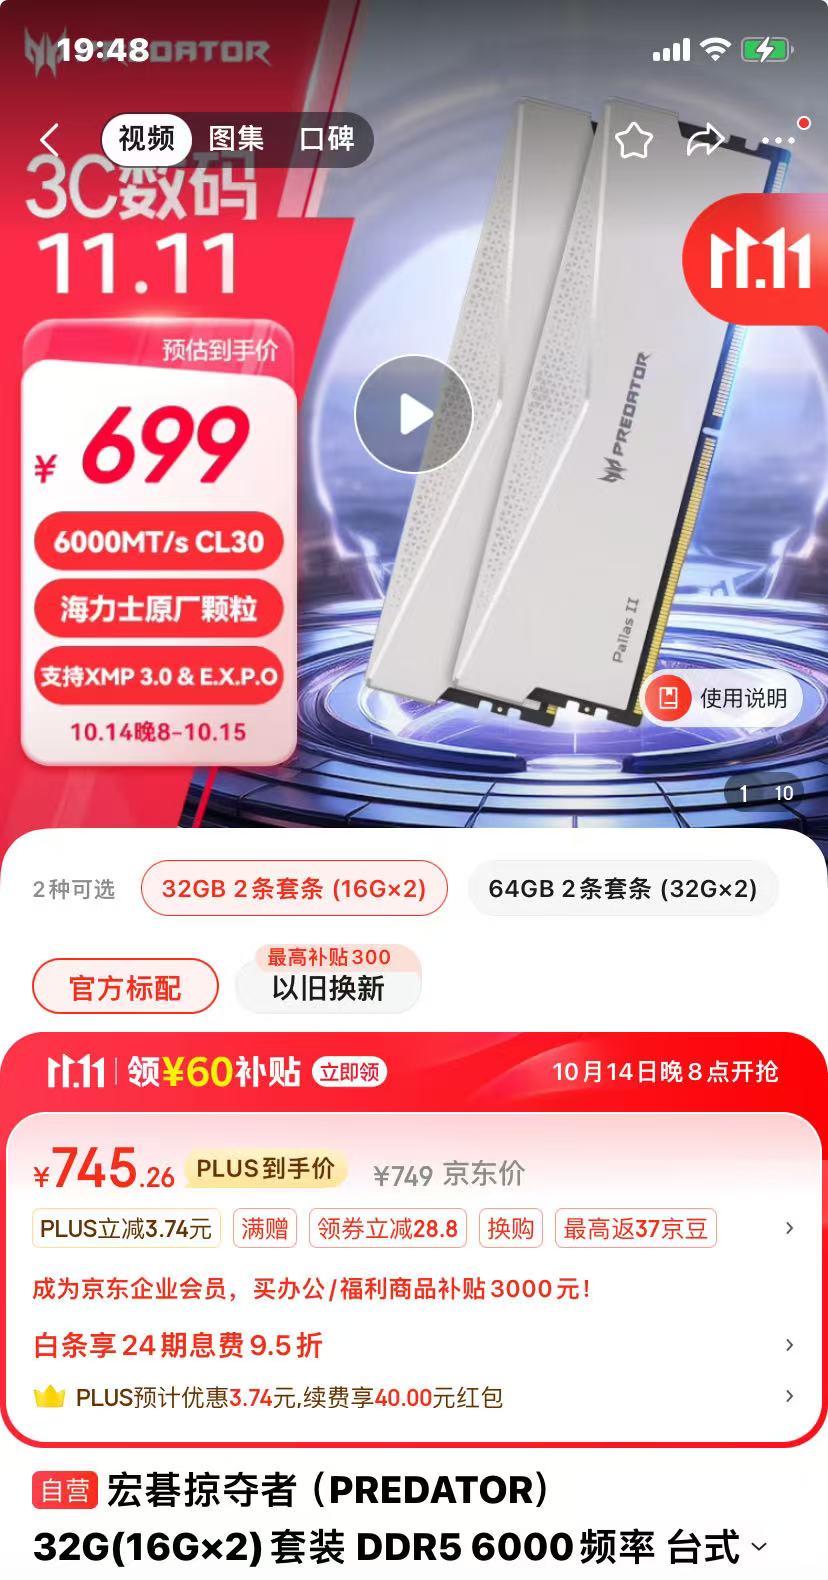 19:48
PREDATOR
视频 图集 口碑
3C数码
11.11
11.11
预估到手价
¥ 699
6000MT/s CL30
海力士原厂颗粒
支持XMP 3.0 & E.X.P.O
10.14晚8-10.15
PREDATOR
Pallas II
使用说明
1 10
2种可选 32GB 2条套条 (16G×2) 64GB 2条套条 (32G×2)
最高补贴300
官方标配 以旧换新
11.11 领¥60补贴 立即领 10月14日晚8点开抢
¥745.26 PLUS到手价 ¥749 京东价
PLUS立减3.74元 满赠 领券立减28.8 换购 最高返37京豆
成为京东企业会员，买办公/福利商品补贴3000元！
白条享24期息费9.5折
PLUS预计优惠3.74元,续费享40.00元红包
自营 宏碁掠夺者（PREDATOR）
32G(16G×2)套装 DDR5 6000频率 台式